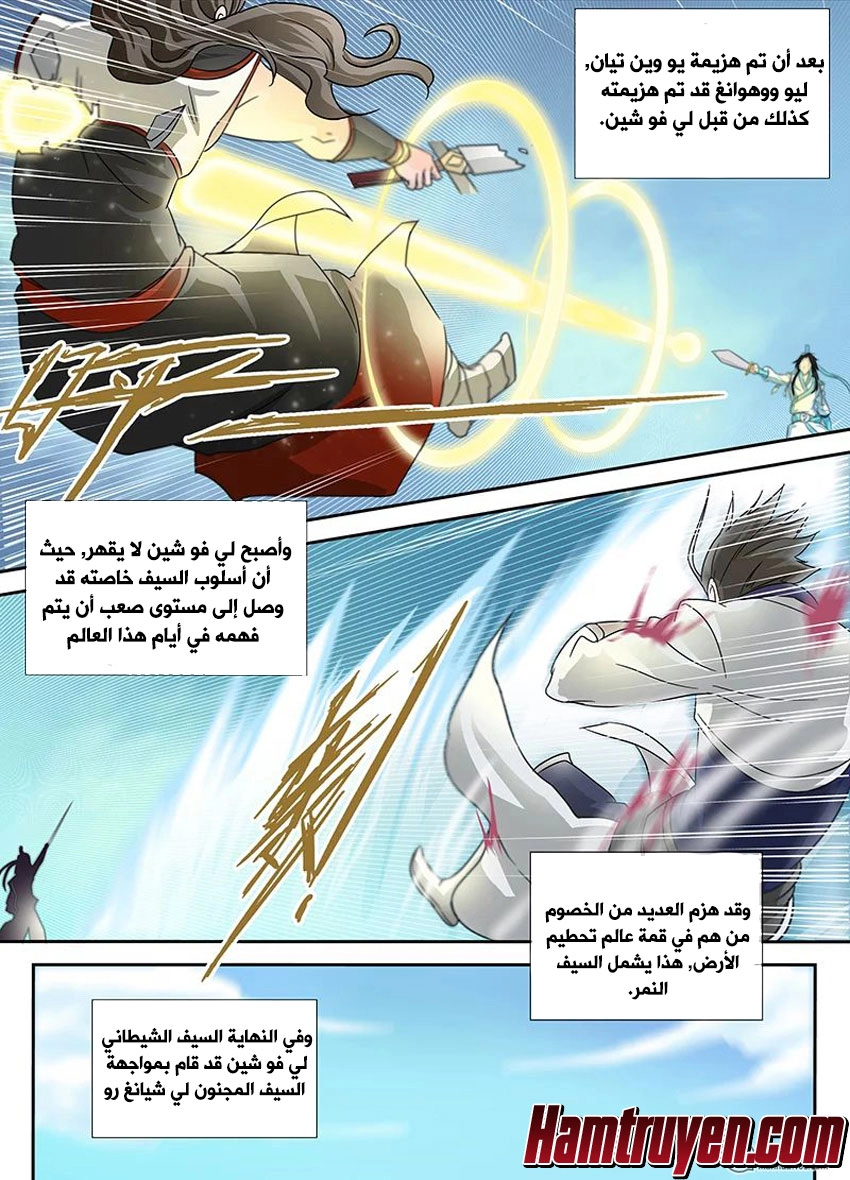 بعد أن تم هزيمة يو وين تيان,
ليو ووهوانغ قد تم هزيمته
كذلك من قبل لي فو شين.
وأصبح لي فو شين لا يقهر, حيث
أن أسلوب السيف خاصته قد
وصل إلى مستوى صعب أن يتم
فهمه في أيام هذا العالم
وقد هزم العديد من الخصوم
من هم في قمة عالم تحطيم
الأرض, هذا يشمل السيف
النمر.
وفي النهاية السيف الشيطاني
لي فو شين قد قام بمواجهة
السيف المجنون لي شيانغ رو
Hamtruyen.com